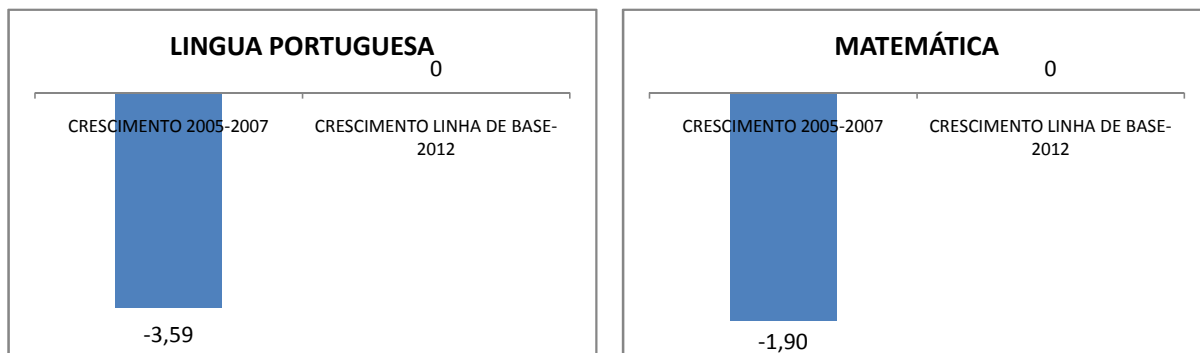 LINGUA PORTUGUESA
0
CRESCIMENTO 2005-2007
CRESCIMENTO LINHA DE BASE-
2012
-3,59
MATEMÁTICA
0
CRESCIMENTO 2005-2007
CRESCIMENTO LINHA DE BASE-
2012
-1,90